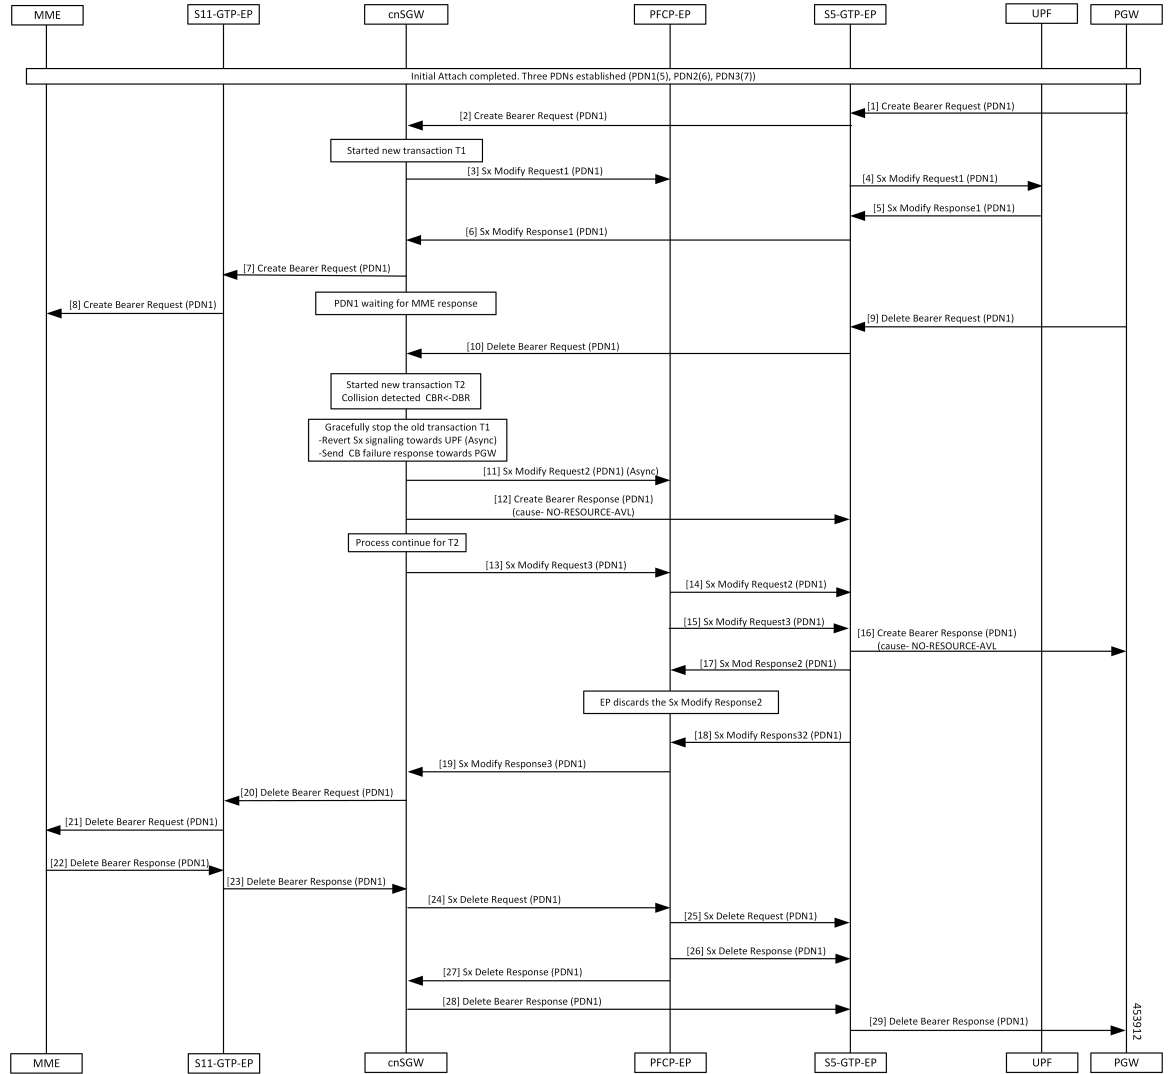 MME
S11-GTP-EP
cnSGW
PFCP-EP
S5-GTP-EP
UPF
PGW
Initial Attach completed. Three PDNs established (PDN1(5), PDN2(6), PDN3(7))
[1] Create Bearer Request (PDN1)
[2] Create Bearer Request (PDN1)
Started new transaction T1
[3] Sx Modify Request1 (PDN1)
[4] Sx Modify Request1 (PDN1)
[5] Sx Modify Response1 (PDN1)
[6] Sx Modify Response1 (PDN1)
[7] Create Bearer Request (PDN1)
PDN1 waiting for MME response
[8] Create Bearer Request (PDN1)
[9] Delete Bearer Request (PDN1)
[10] Delete Bearer Request (PDN1)
Started new transaction T2
Collision detected CBR<-DBR
Gracefully stop the old transaction T1
-Revert Sx signaling towards UPF (Async)
-Send CB failure response towards PGW
[11] Sx Modify Request2 (PDN1) (Async)
[12] Create Bearer Response (PDN1)
(cause- NO-RESOURCE-AVL)
Process continue for T2
[13] Sx Modify Request3 (PDN1)
[14] Sx Modify Request2 (PDN1)
[15] Sx Modify Request3 (PDN1)
[16] Create Bearer Response (PDN1)
(cause- NO-RESOURCE-AVL
[17] Sx Mod Response2 (PDN1)
EP discards the Sx Modify Response2
[18] Sx Modify Respons32 (PDN1)
[19] Sx Modify Response3 (PDN1)
[20] Delete Bearer Request (PDN1)
[21] Delete Bearer Request (PDN1)
[22] Delete Bearer Response (PDN1)
[23] Delete Bearer Response (PDN1)
[24] Sx Delete Request (PDN1)
[25] Sx Delete Request (PDN1)
[26] Sx Delete Response (PDN1)
[27] Sx Delete Response (PDN1)
[28] Delete Bearer Response (PDN1)
[29] Delete Bearer Response (PDN1)
453912
MME
S11-GTP-EP
cnSGW
PFCP-EP
S5-GTP-EP
UPF
PGW